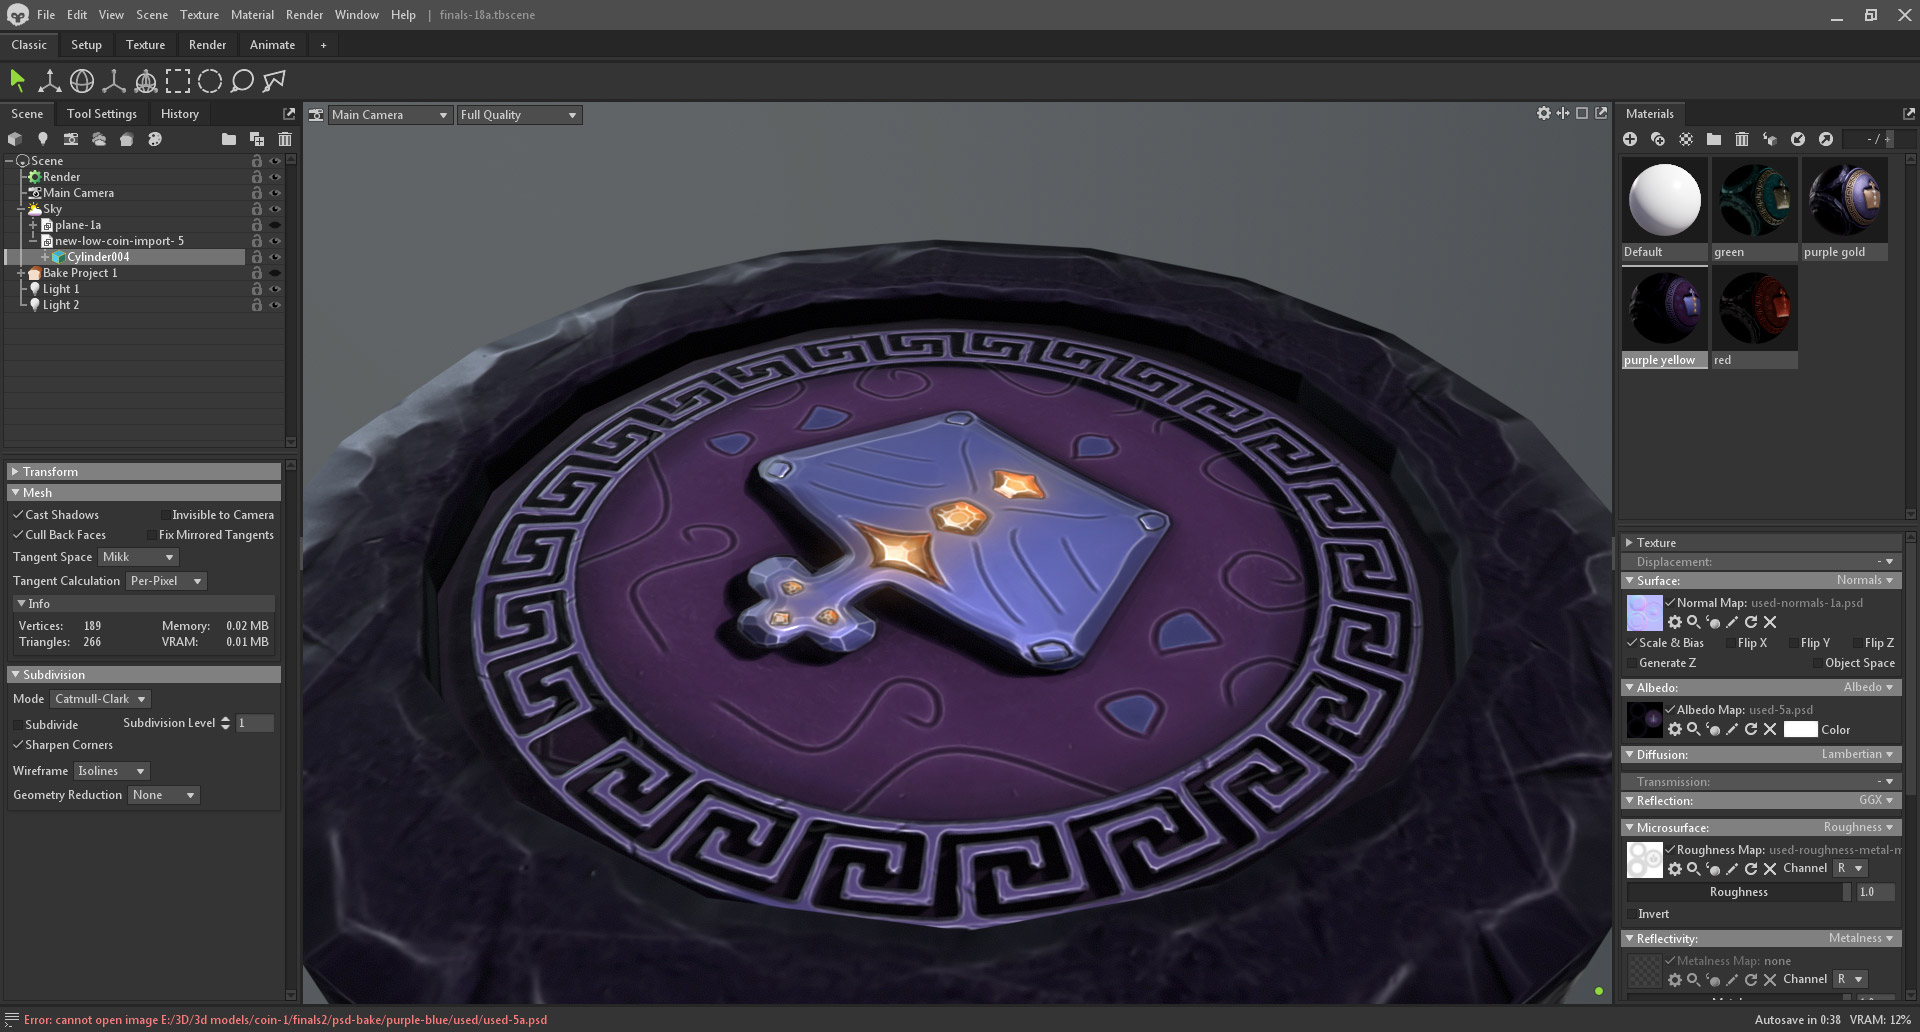 File Edit View Scene Texture Material Render Window Help | finals-18a.tbscene
Classic Setup Texture Render Animate +
Scene Tool Settings History
Main Camera Full Quality
Materials
- / +
Scene
Render
Main Camera
Sky
plane-1a
new-low-coin-import- 5
Cylinder004
Bake Project 1
Light 1
Light 2
Default green purple gold
purple yellow red
Transform
Mesh
Cast Shadows Invisible to Camera
Cull Back Faces Fix Mirrored Tangents
Tangent Space Mikk
Tangent Calculation Per-Pixel
Info
Vertices: 189 Memory: 0.02 MB
Triangles: 266 VRAM: 0.01 MB
Subdivision
Mode Catmull-Clark
Subdivide Subdivision Level 1
Sharpen Corners
Wireframe Isolines
Geometry Reduction None
Texture
Displacement: -
Surface: Normals
Normal Map: used-normals-1a.psd
Scale & Bias Flip X Flip Y Flip Z
Generate Z Object Space
Albedo: Albedo
Albedo Map: used-5a.psd
Color
Diffusion: Lambertian
Transmission: -
Reflection: GGX
Microsurface: Roughness
Roughness Map: used-roughness-metal-m
Channel R
Roughness 1.0
Invert
Reflectivity: Metalness
Metalness Map: none
Channel R
Error: cannot open image E:/3D/3d models/coin-1/finals2/psd-bake/purple-blue/used/used-5a.psd
Autosave in 0:38 VRAM: 12%